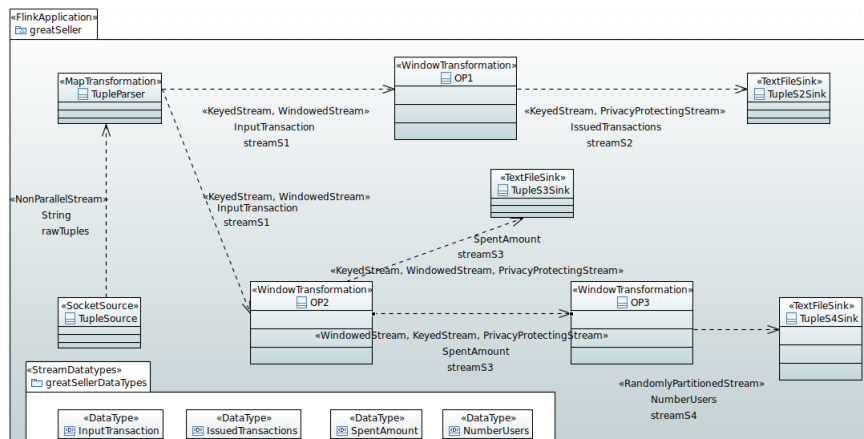 «FlinkApplication»
greatSeller
«MapTransformation»
TupleParser
«WindowTransformation»
OP1
«TextFileSink»
TupleS2Sink
«KeyedStream, WindowedStream»
InputTransaction
streamS1
«KeyedStream, PrivacyProtectingStream»
IssuedTransactions
streamS2
«NonParallelStream»
String
rawTuples
«KeyedStream, WindowedStream»
InputTransaction
streamS1
«TextFileSink»
TupleS3Sink
SpentAmount
streamS3
«KeyedStream, WindowedStream, PrivacyProtectingStream»
«SocketSource»
TupleSource
«WindowTransformation»
OP2
«WindowTransformation»
OP3
«TextFileSink»
TupleS4Sink
«WindowedStream, KeyedStream, PrivacyProtectingStream»
SpentAmount
streamS3
«RandomlyPartitionedStream»
NumberUsers
streamS4
«StreamDatatypes»
greatSellerDataTypes
«DataType»
InputTransaction
«DataType»
IssuedTransactions
«DataType»
SpentAmount
«DataType»
NumberUsers